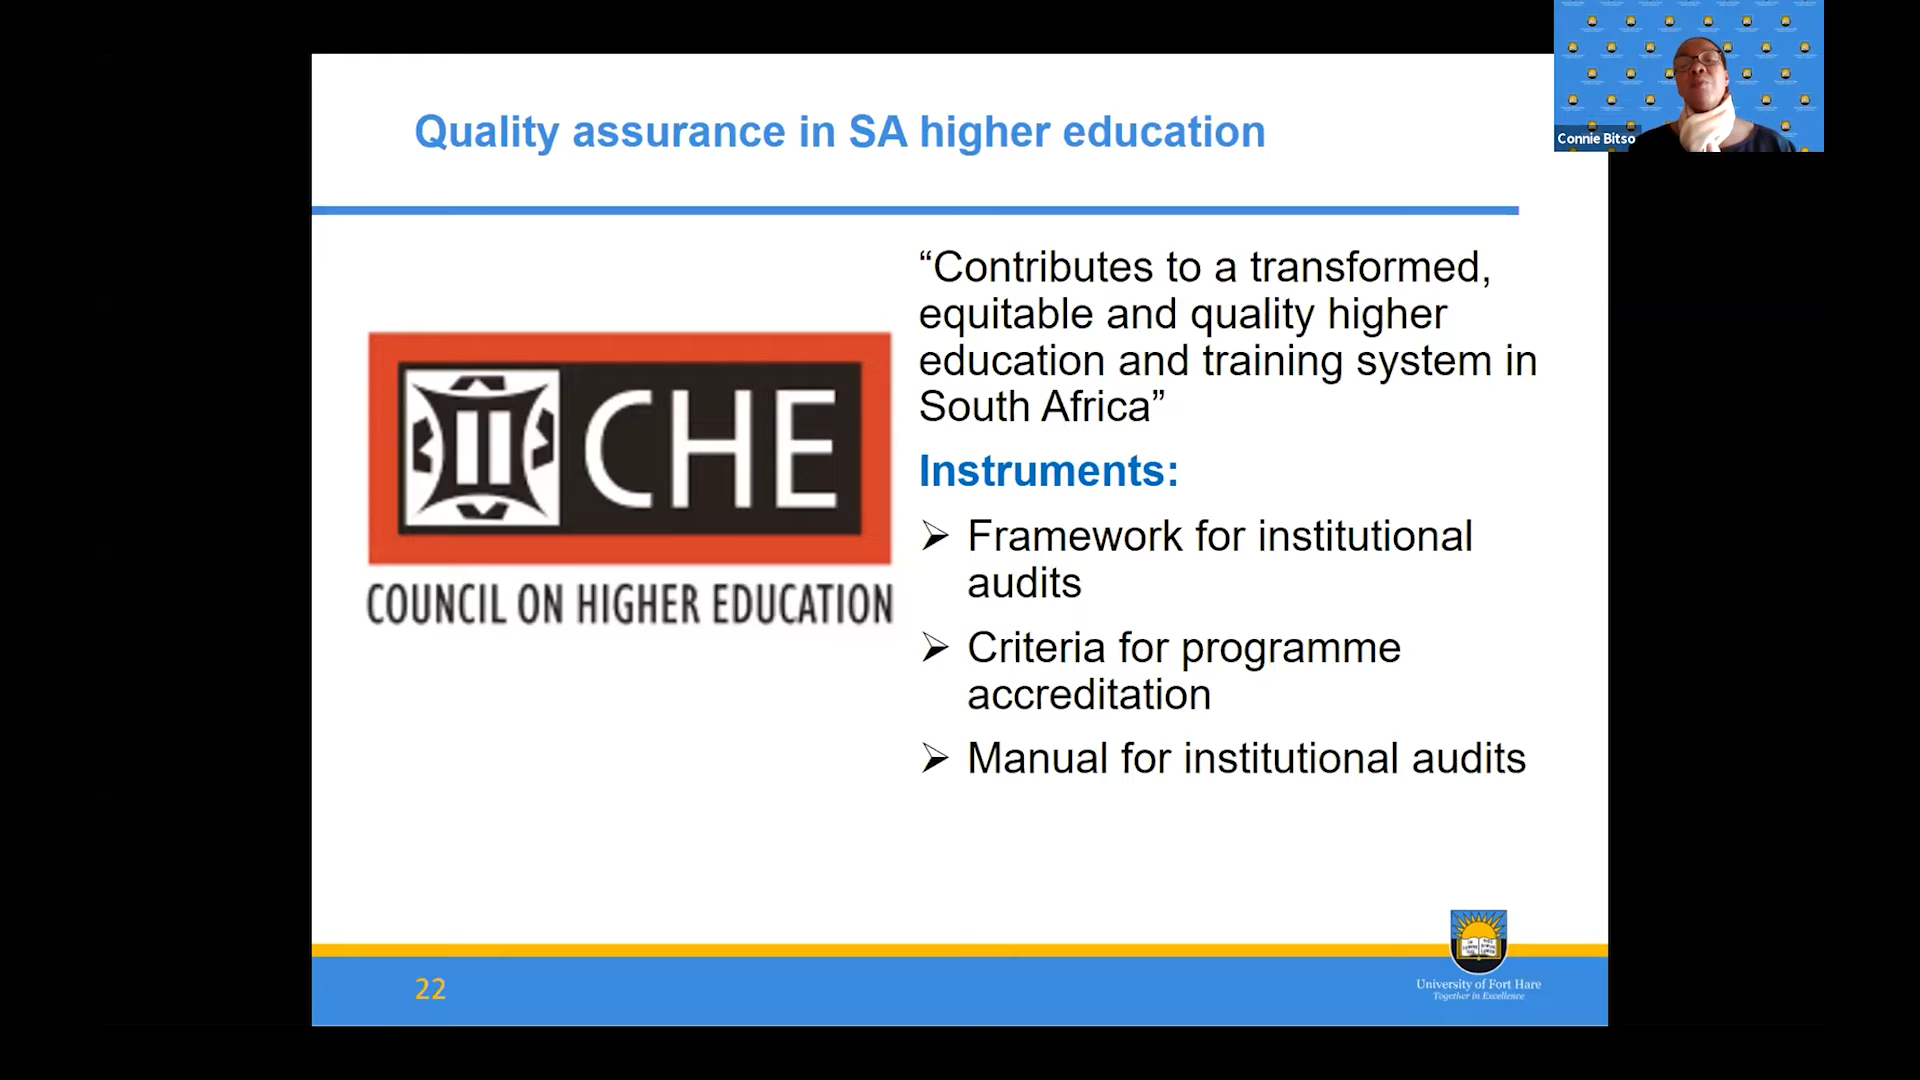 Quality assurance in SA higher education
Connie Bitso
“Contributes to a transformed,
equitable and quality higher
education and training system in
South Africa”
CHE
COUNCIL ON HIGHER EDUCATION
Instruments:
➢ Framework for institutional
audits
➢ Criteria for programme
accreditation
➢ Manual for institutional audits
22
University of Fort Hare
Together in Excellence